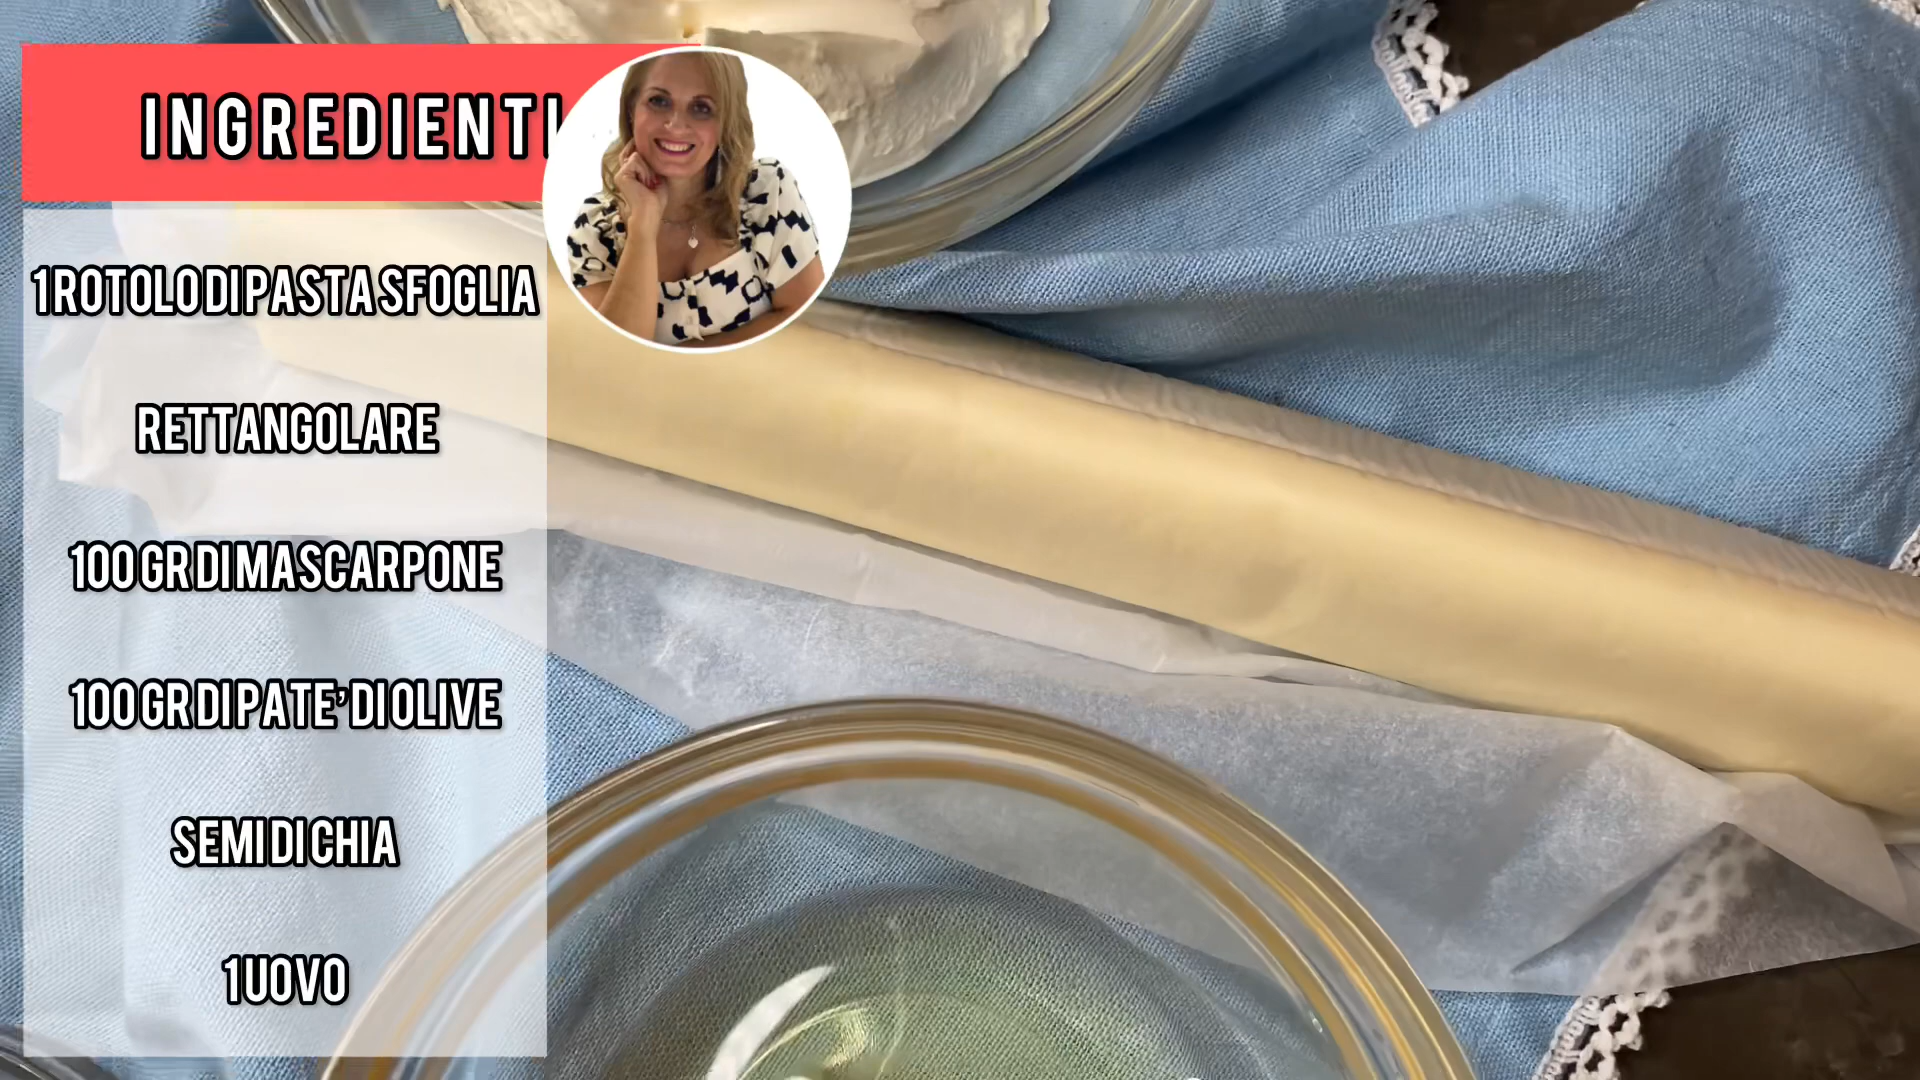 INGREDIENTI
1 ROTOLO DI PASTA SFOGLIA
RETTANGOLARE
100 GR DI MASCARPONE
100 GR DI PATE' DI OLIVE
SEMI DI CHIA
1 UOVO